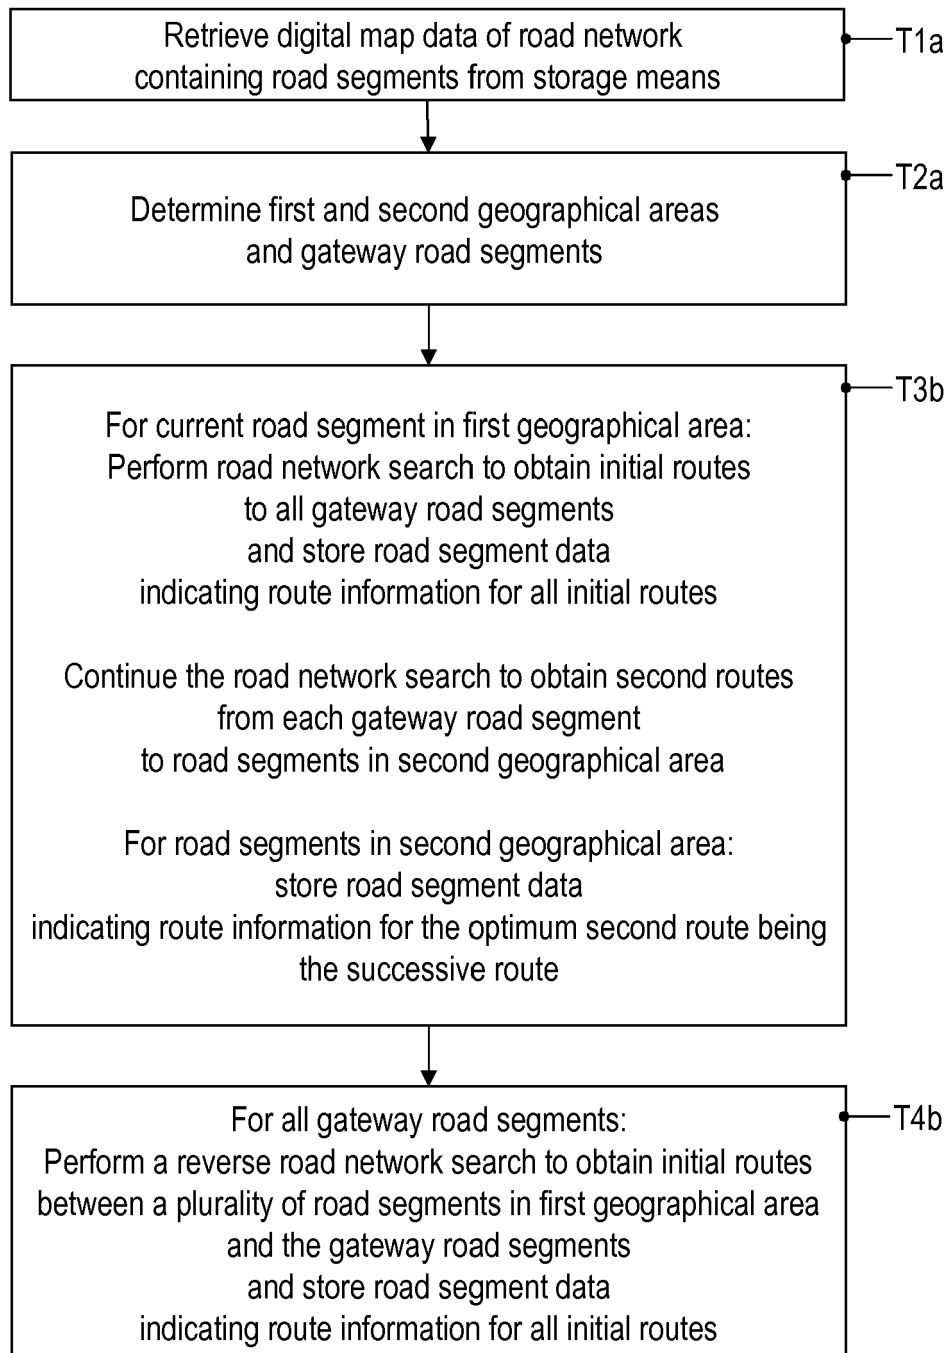 Retrieve digital map data of road network
containing road segments from storage means
T1a
Determine first and second geographical areas
and gateway road segments
T2a
For current road segment in first geographical area:
Perform road network search to obtain initial routes
to all gateway road segments
and store road segment data
indicating route information for all initial routes
Continue the road network search to obtain second routes
from each gateway road segment
to road segments in second geographical area
For road segments in second geographical area:
store road segment data
indicating route information for the optimum second route being
the successive route
T3b
For all gateway road segments:
Perform a reverse road network search to obtain initial routes
between a plurality of road segments in first geographical area
and the gateway road segments
and store road segment data
indicating route information for all initial routes
T4b